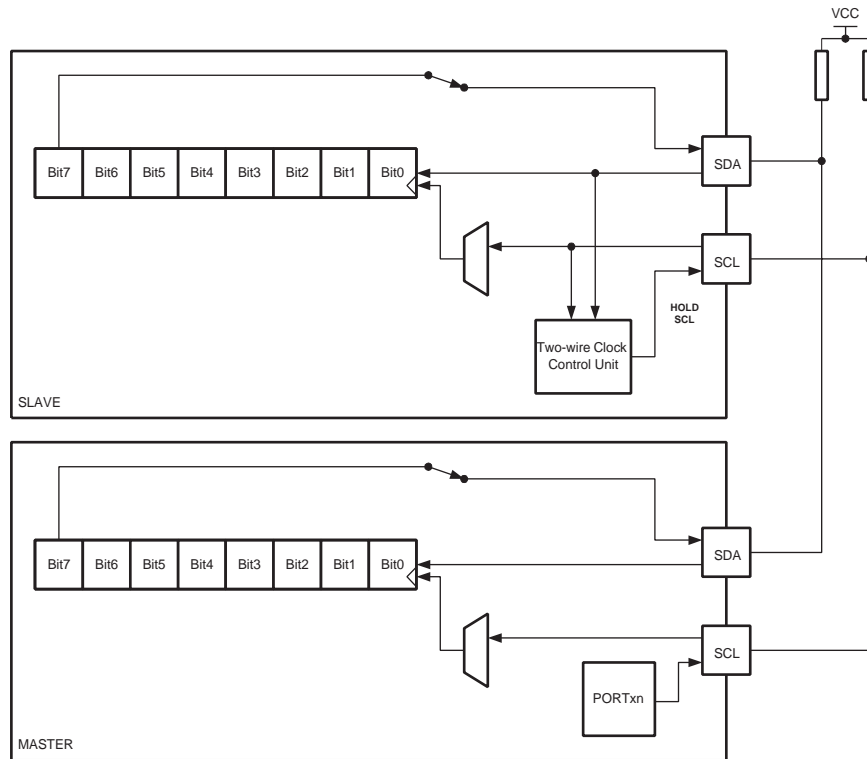 VCC
Bit7 Bit6 Bit5 Bit4 Bit3 Bit2 Bit1 Bit0
SDA
SCL
HOLD
SCL
Two-wire Clock
Control Unit
SLAVE
Bit7 Bit6 Bit5 Bit4 Bit3 Bit2 Bit1 Bit0
SDA
SCL
PORTxn
MASTER